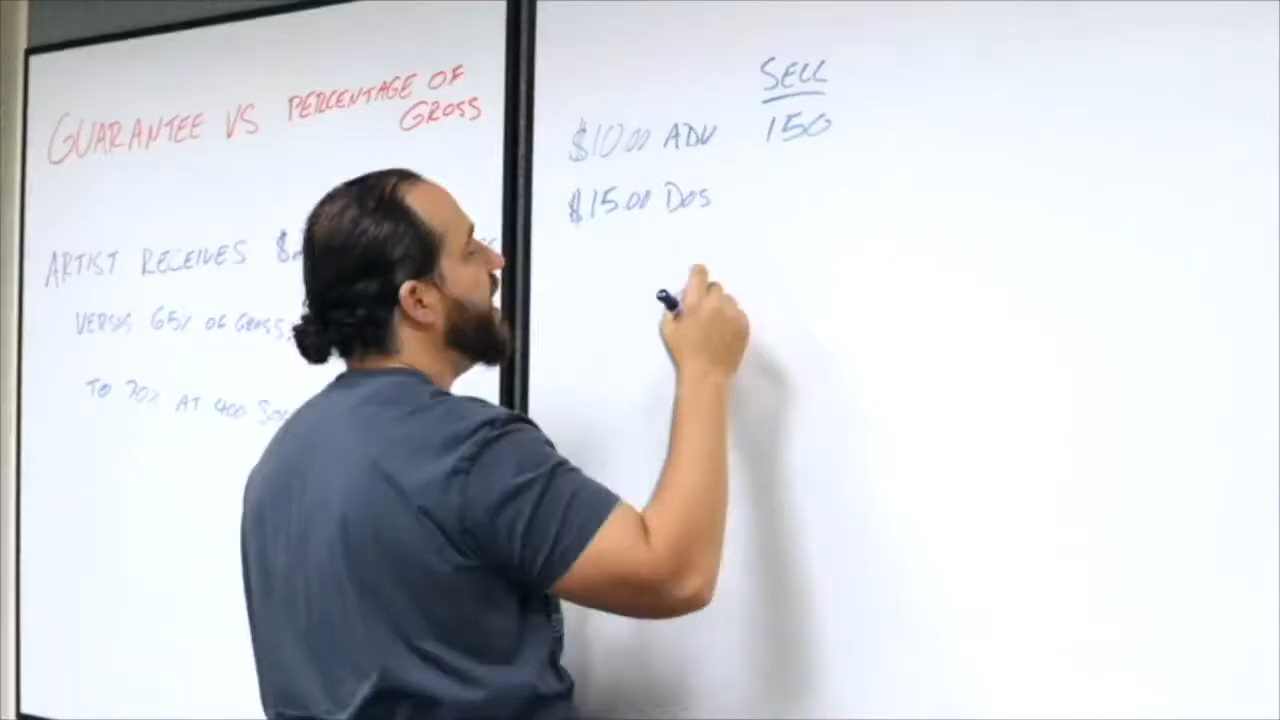 GUARANTEE VS PERCENTAGE OF
GROSS
ARTIST RECEIVES
VERSUS 65% OF GROSS
TO 70% AT 400
SELL
$10.00 ADV 150
$15.00 DOS